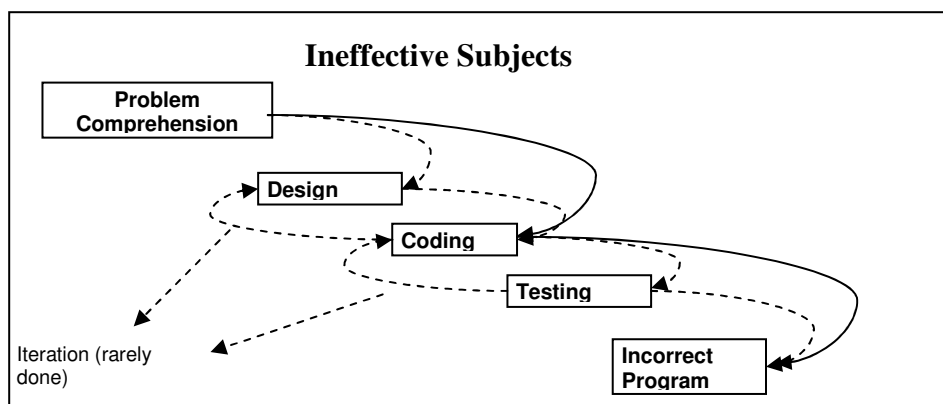 Ineffective Subjects
Problem
Comprehension
Design
Coding
Testing
Iteration (rarely
done)
Incorrect
Program